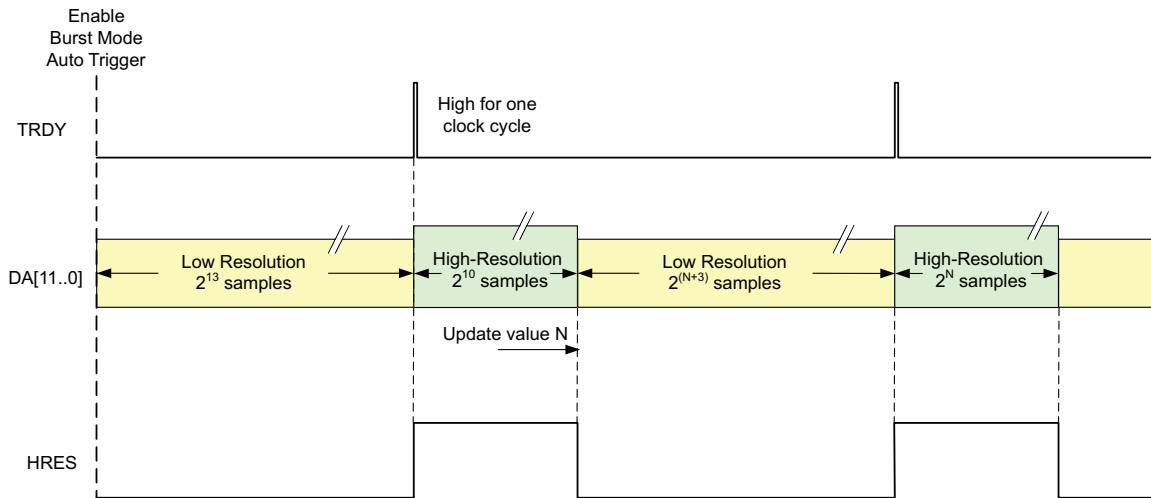 Enable
Burst Mode
Auto Trigger
TRDY
High for one
clock cycle
DA[11..0]
Low Resolution
2^13 samples
High-Resolution
2^10 samples
Low Resolution
2^(N+3) samples
High-Resolution
2^N samples
Update value N
HRES